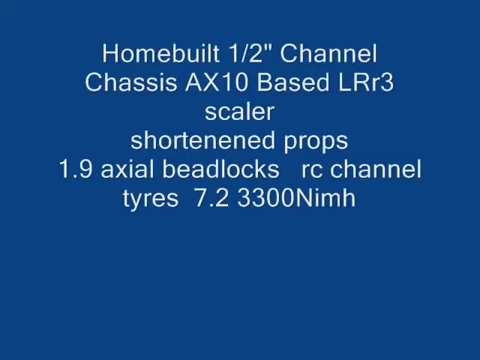 Homebuilt 1/2" Channel
Chassis AX10 Based LRr3
scaler
shortenened props
1.9 axial beadlocks   rc channel
tyres  7.2 3300Nimh